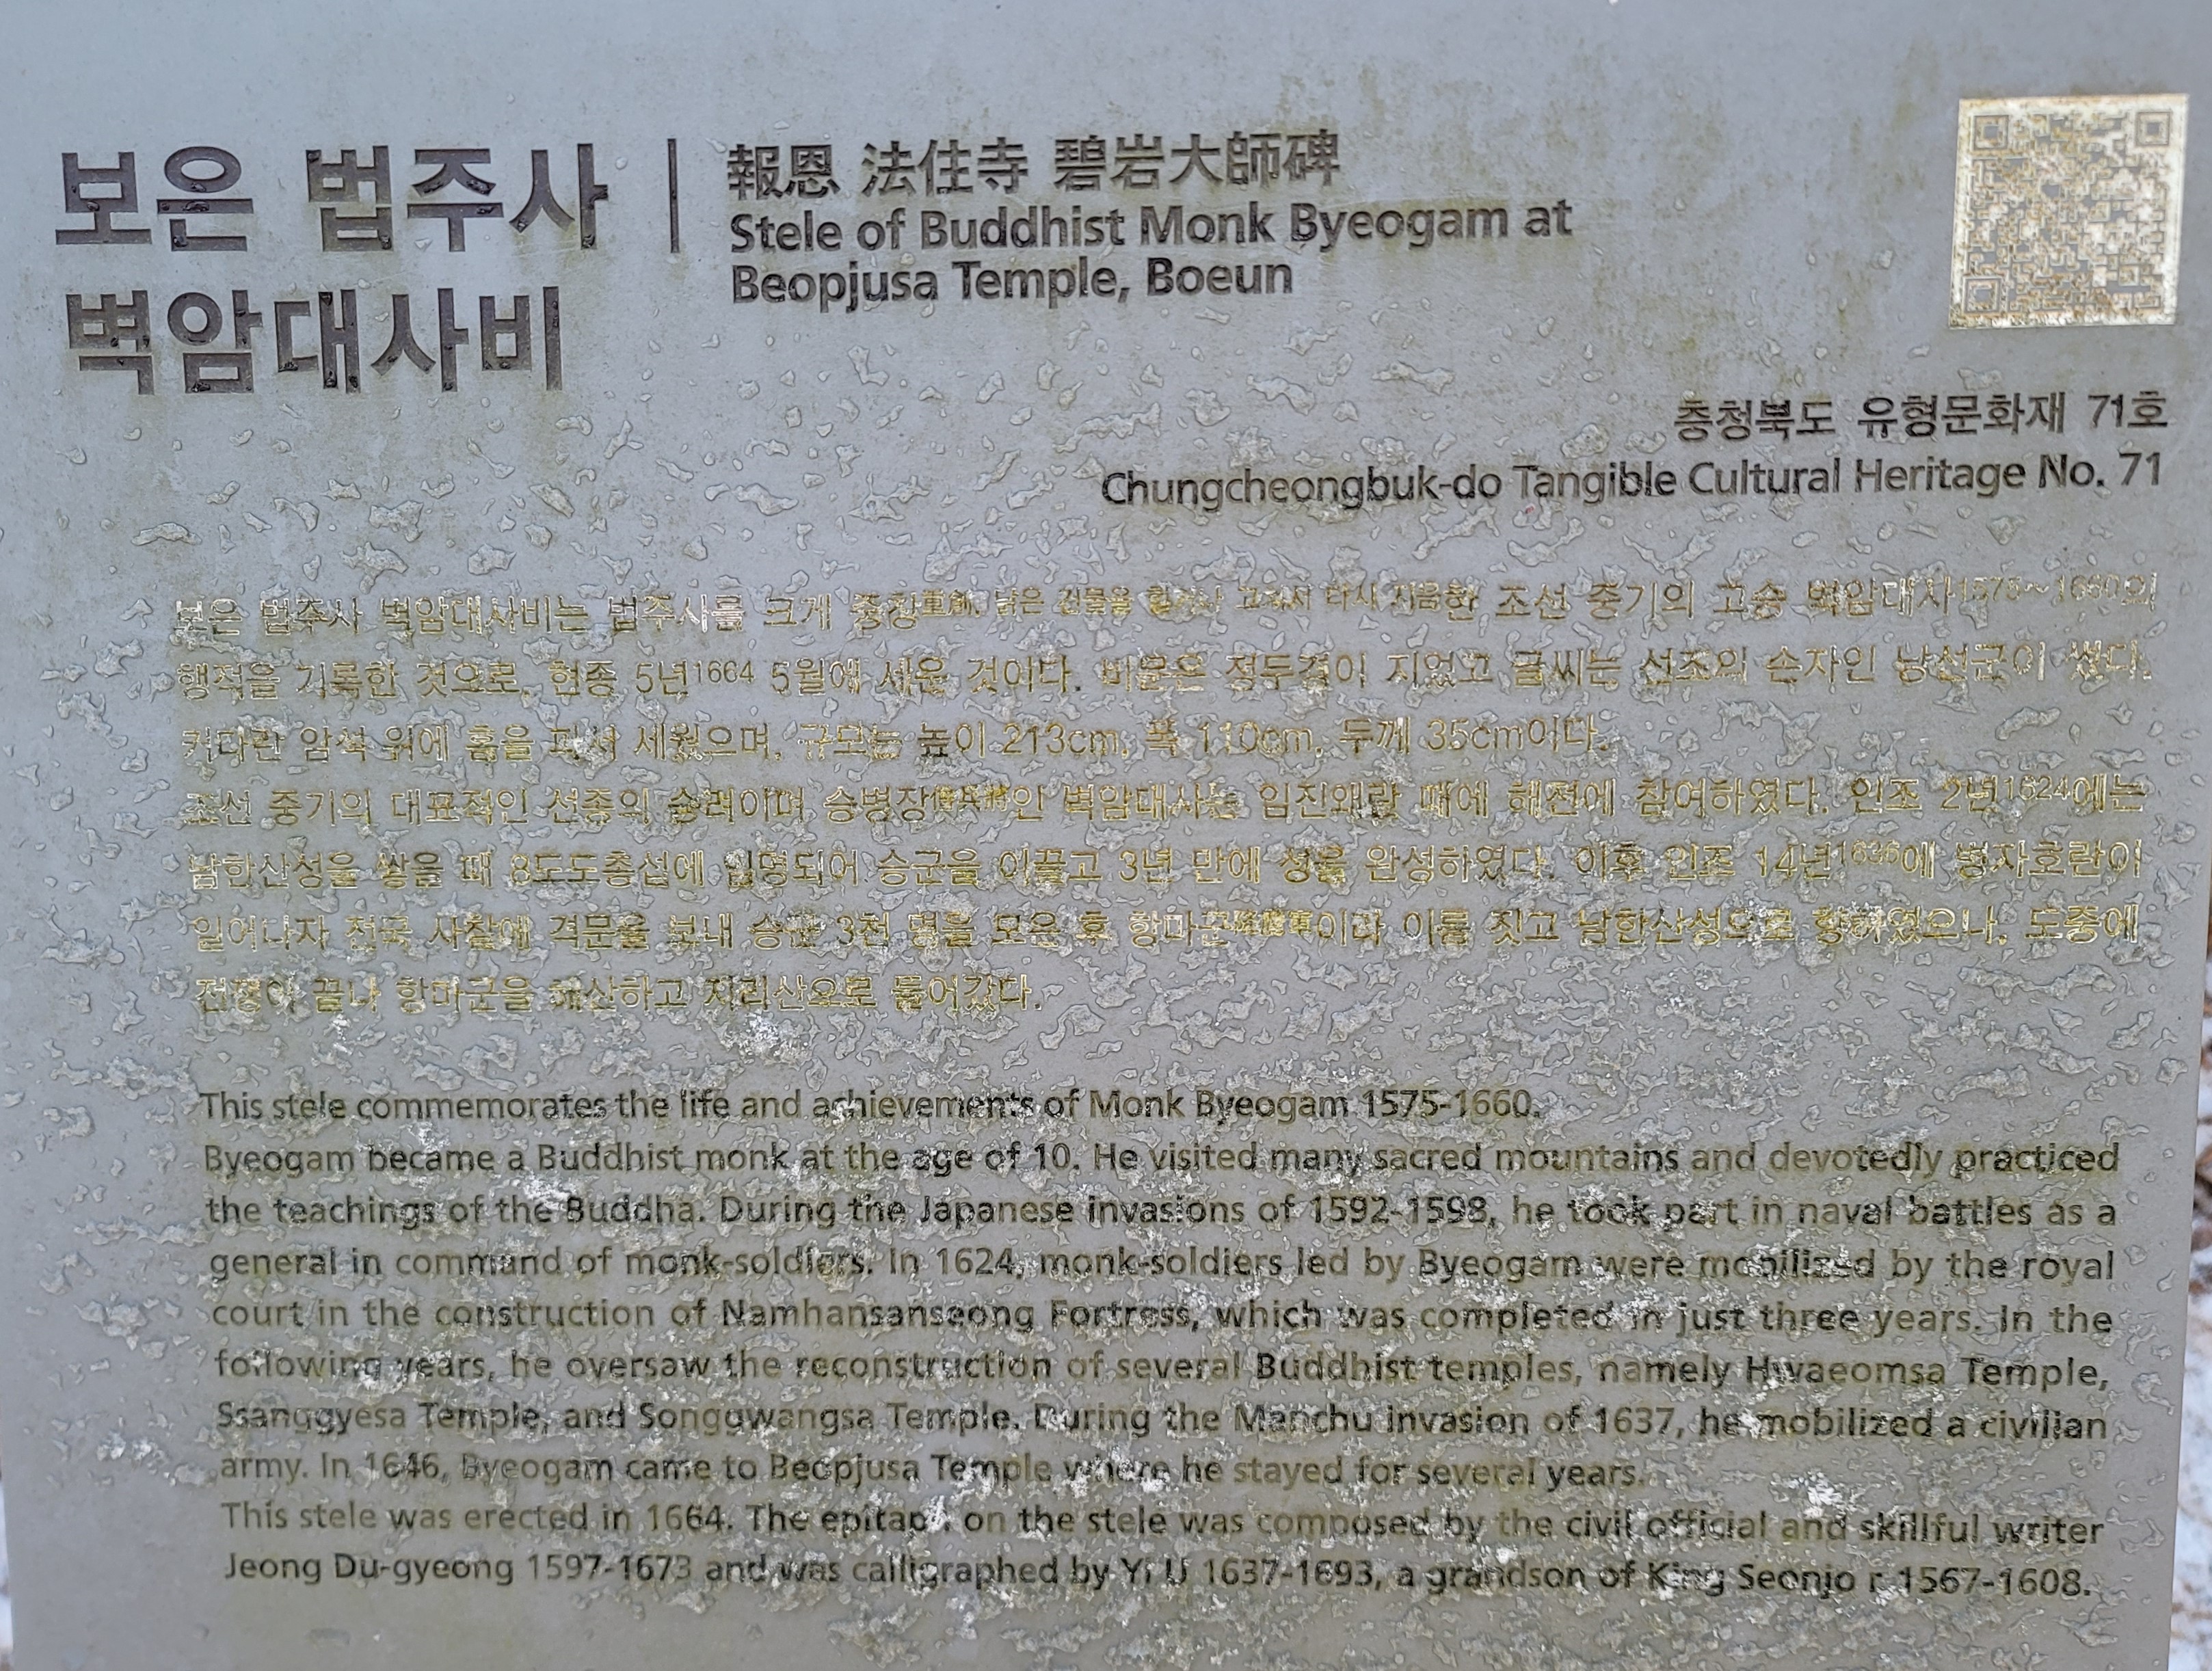 보은 법주사
벽암대사비
報恩 法住寺 碧岩大師碑
Stele of Buddhist Monk Byeogam at
Beopjusa Temple, Boeun
충청북도 유형문화재 71호
Chungcheongbuk-do Tangible Cultural Heritage No. 71
보은 법주사 벽암대사비는 법주사를 크게 중창重創, 낡은 건물을 헐거나 고쳐서 다시 지음한 조선 중기의 고승 벽암대사1575~1660의
행적을 기록한 것으로, 현종 5년1664 5월에 세운 것이다. 비문은 정두경이 지었고 글씨는 선조의 손자인 낭선군이 썼다.
커다란 암석 위에 홈을 파서 세웠으며, 규모는 높이 213cm, 폭 110cm, 두께 35cm이다.
조선 중기의 대표적인 선종의 승려이며 승병장僧兵將인 벽암대사는 임진왜란 때에 해전에 참여하였다. 인조 2년1624에는
남한산성을 쌓을 때 8도도총섭에 임명되어 승군을 이끌고 3년 만에 성을 완성하였다. 이후 인조 14년1636에 병자호란이
일어나자 전국 사찰에 격문을 보내 승군 3천 명을 모은 후 항마군降魔軍이라 이름 짓고 남한산성으로 향하였으나, 도중에
전쟁이 끝나 항마군을 해산하고 지리산으로 들어갔다.
This stele commemorates the life and achievements of Monk Byeogam 1575-1660.
Byeogam became a Buddhist monk at the age of 10. He visited many sacred mountains and devotedly practiced
the teachings of the Buddha. During the Japanese invasions of 1592-1598, he took part in naval battles as a
general in command of monk-soldiers. In 1624, monk-soldiers led by Byeogam were mobilized by the royal
court in the construction of Namhansanseong Fortress, which was completed in just three years. In the
following years, he oversaw the reconstruction of several Buddhist temples, namely Hwaeomsa Temple,
Ssanggyesa Temple, and Songgwangsa Temple. During the Manchu invasion of 1637, he mobilized a civilian
army. In 1646, Byeogam came to Beopjusa Temple where he stayed for several years.
This stele was erected in 1664. The epitaph on the stele was composed by the civil official and skillful writer
Jeong Du-gyeong 1597-1673 and was calligraphed by Yi U 1637-1693, a grandson of King Seonjo r. 1567-1608.